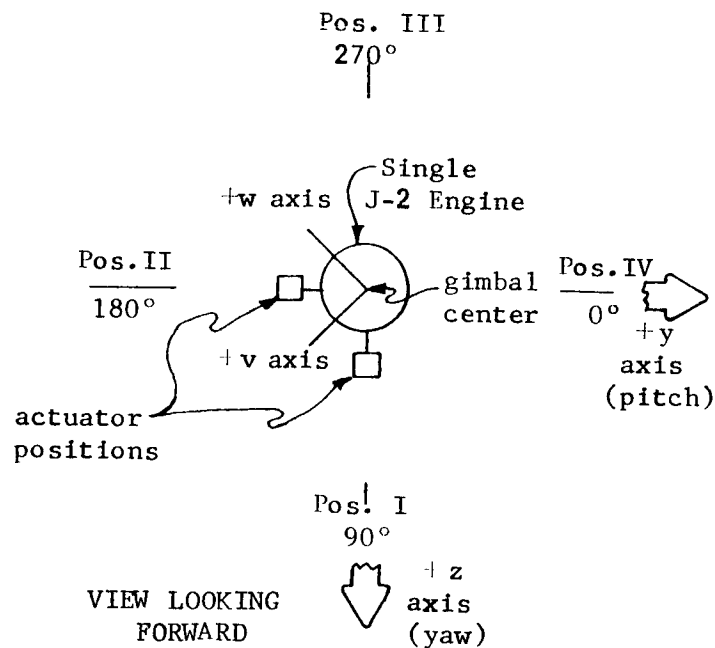 Pos. III
270°
Single
J-2 Engine
+w axis
Pos.II
180°
gimbal
center
Pos.IV
0°
+y
axis
(pitch)
+v axis
actuator
positions
Pos. I
90°
+ z
axis
(yaw)
VIEW LOOKING
FORWARD